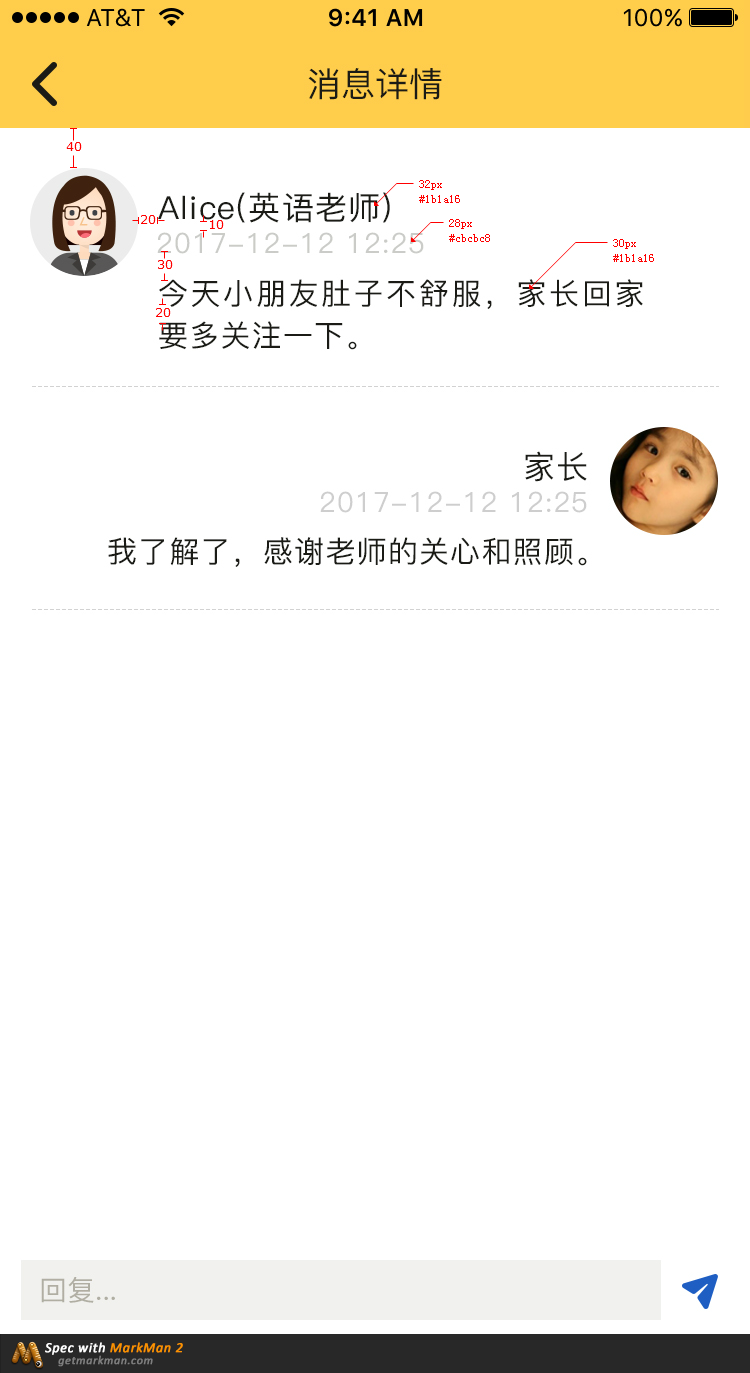 AT&T 9:41 AM 100%
消息详情
40
Alice(英语老师)
32px
#1b1a16
20
10
2017-12-12 12:25
28px
#cbcbc8
30
30px
#1b1a16
今天小朋友肚子不舒服，家长回家
20
要多关注一下。
家长
2017-12-12 12:25
我了解了，感谢老师的关心和照顾。
回复...
Spec with MarkMan 2
getmarkman.com